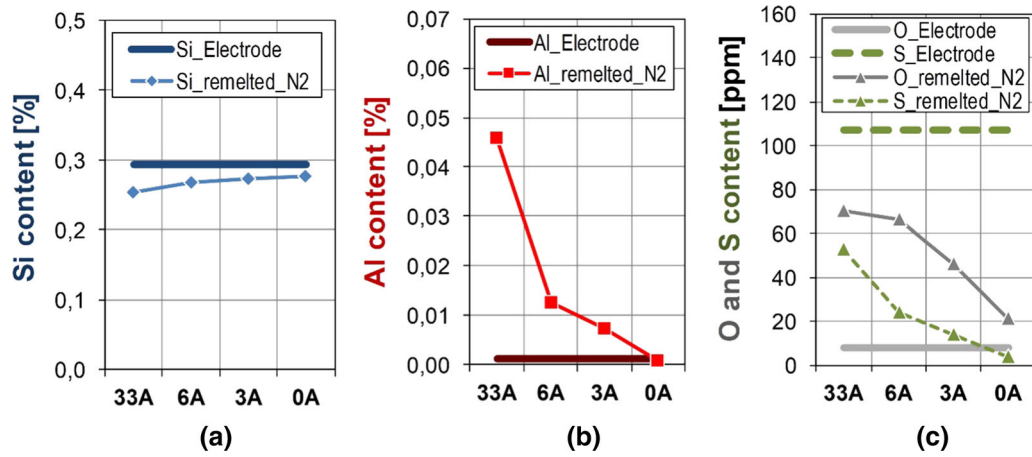 Si content [%]
0,5
0,4
0,3
0,2
0,1
0,0
Si_Electrode
Si_remelted_N2
33A 6A 3A 0A
(a)
Al content [%]
0,07
0,06
0,05
0,04
0,03
0,02
0,01
0,00
Al_Electrode
Al_remelted_N2
33A 6A 3A 0A
(b)
O and S content [ppm]
160
140
120
100
80
60
40
20
0
O_Electrode
S_Electrode
O_remelted_N2
S_remelted_N2
33A 6A 3A 0A
(c)